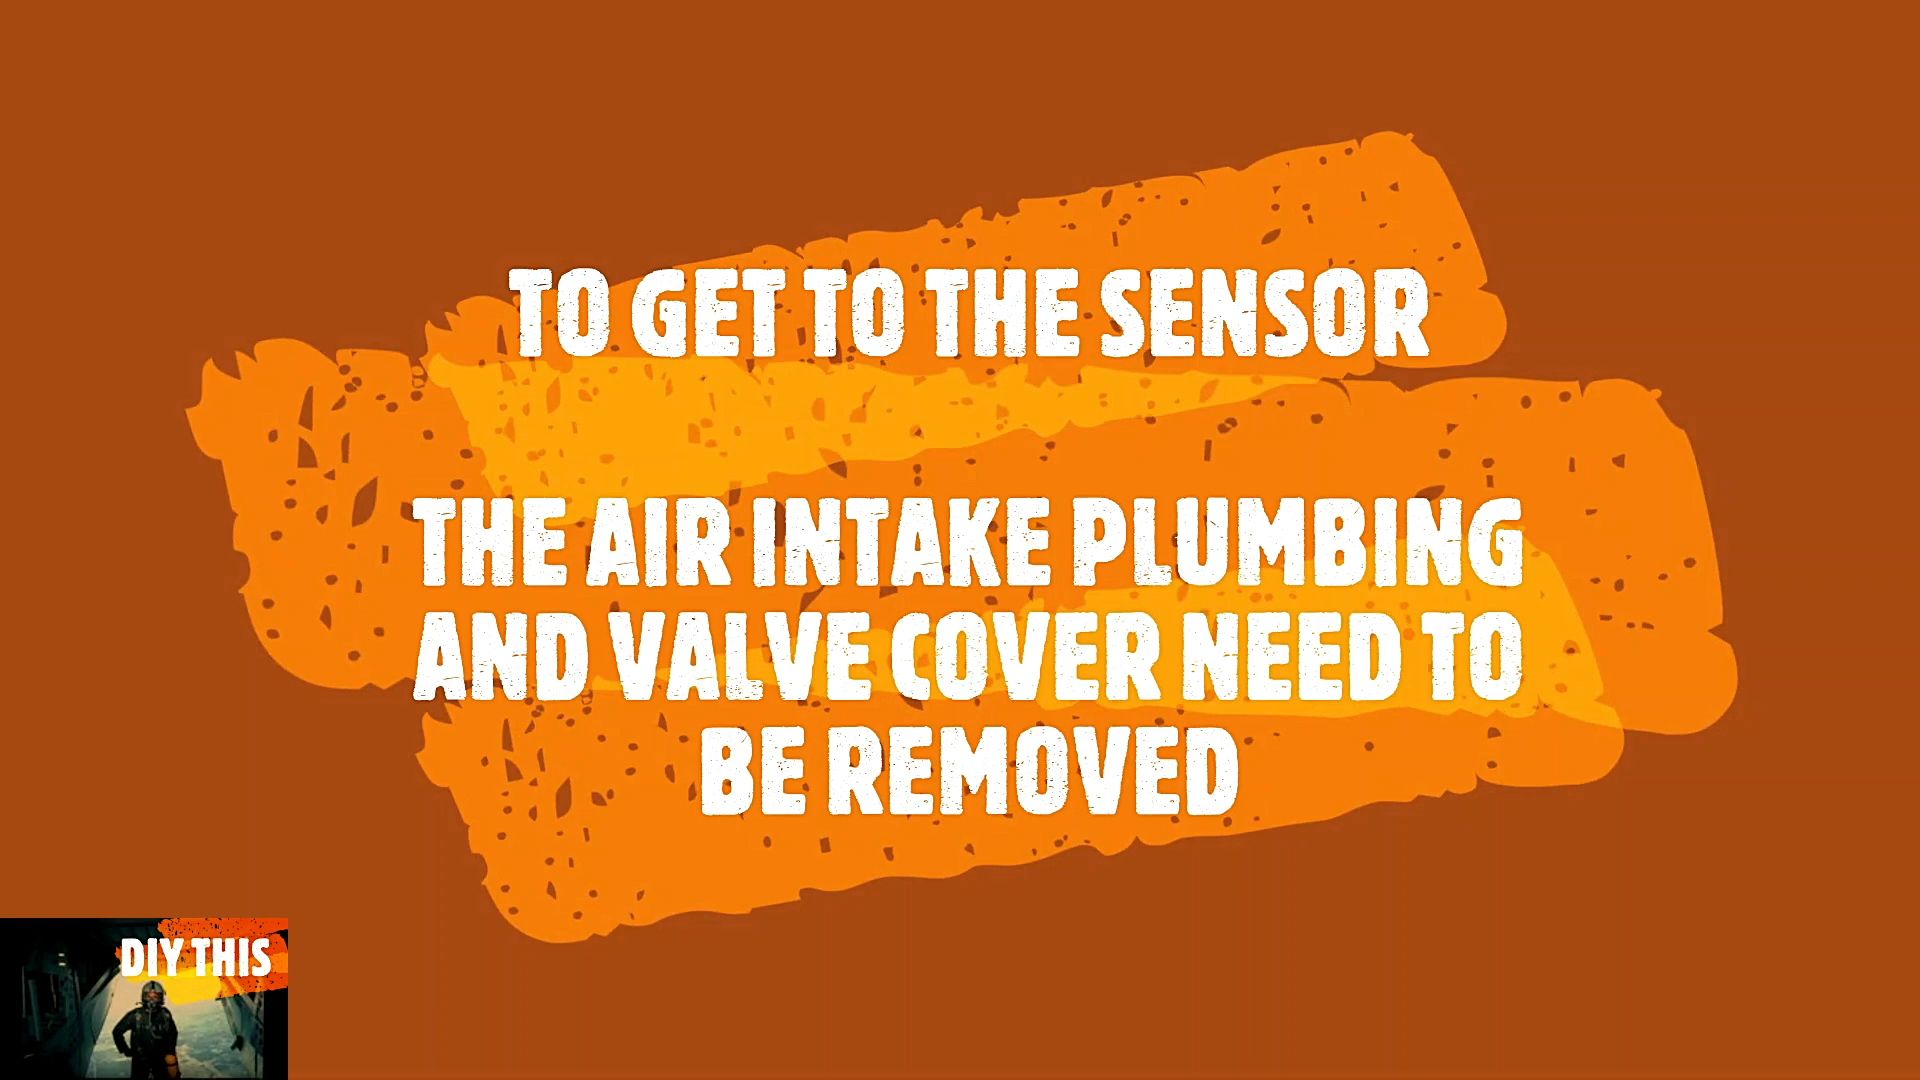 TO GET TO THE SENSOR
THE AIR INTAKE PLUMBING
AND VALVE COVER NEED TO
BE REMOVED
DIY THIS